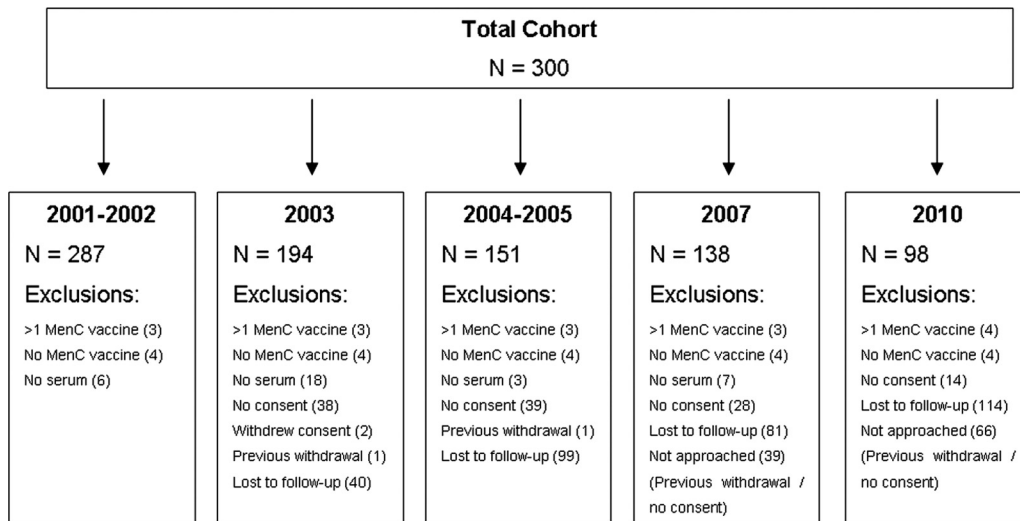 Total Cohort
N = 300
2001-2002
N = 287
Exclusions:
>1 MenC vaccine (3)
No MenC vaccine (4)
No serum (6)
2003
N = 194
Exclusions:
>1 MenC vaccine (3)
No MenC vaccine (4)
No serum (18)
No consent (38)
Withdrew consent (2)
Previous withdrawal (1)
Lost to follow-up (40)
2004-2005
N = 151
Exclusions:
>1 MenC vaccine (3)
No MenC vaccine (4)
No serum (3)
No consent (39)
Previous withdrawal (1)
Lost to follow-up (99)
2007
N = 138
Exclusions:
>1 MenC vaccine (3)
No MenC vaccine (4)
No serum (7)
No consent (28)
Lost to follow-up (81)
Not approached (39)
(Previous withdrawal /
no consent)
2010
N = 98
Exclusions:
>1 MenC vaccine (4)
No MenC vaccine (4)
No consent (14)
Lost to follow-up (114)
Not approached (66)
(Previous withdrawal /
no consent)